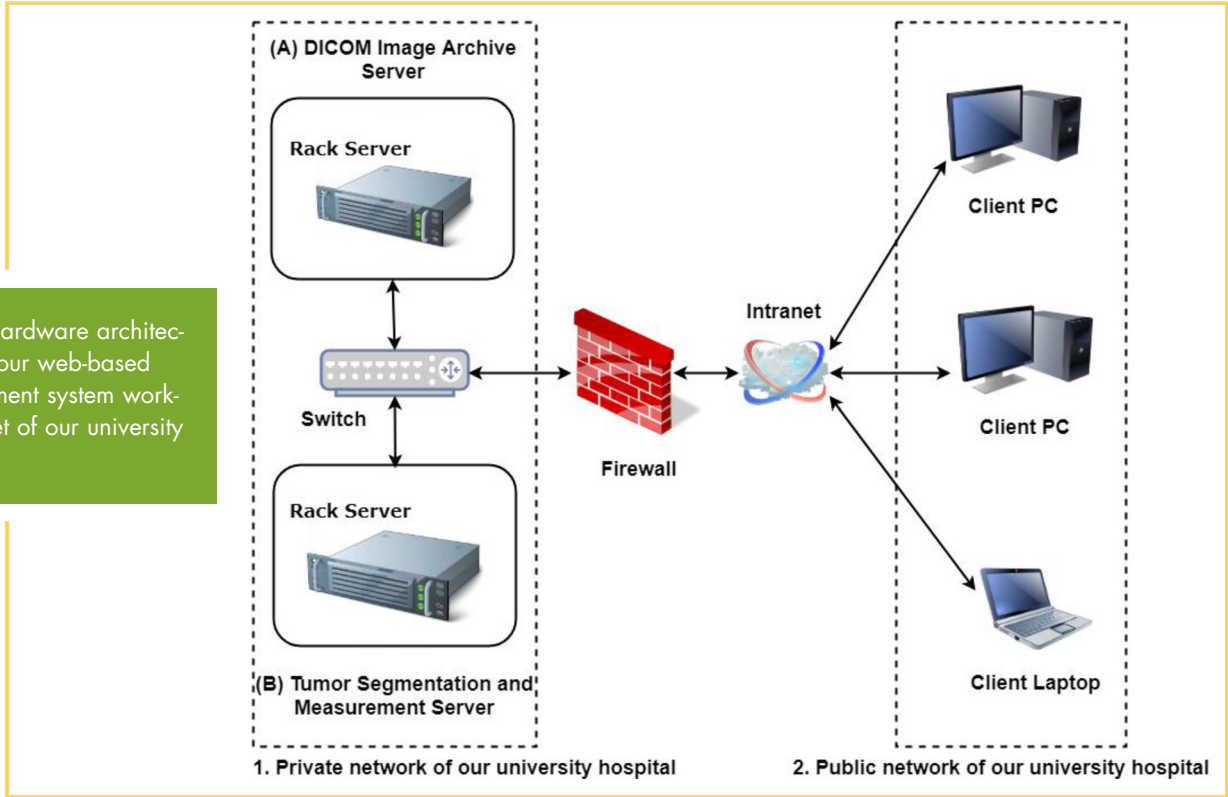 (A) DICOM Image Archive
Server
Rack Server
Switch
Rack Server
(B) Tumor Segmentation and
Measurement Server
1. Private network of our university hospital
Firewall
Intranet
Client PC
Client PC
Client Laptop
2. Public network of our university hospital
ardware architec-
our web-based
ment system work-
et of our university